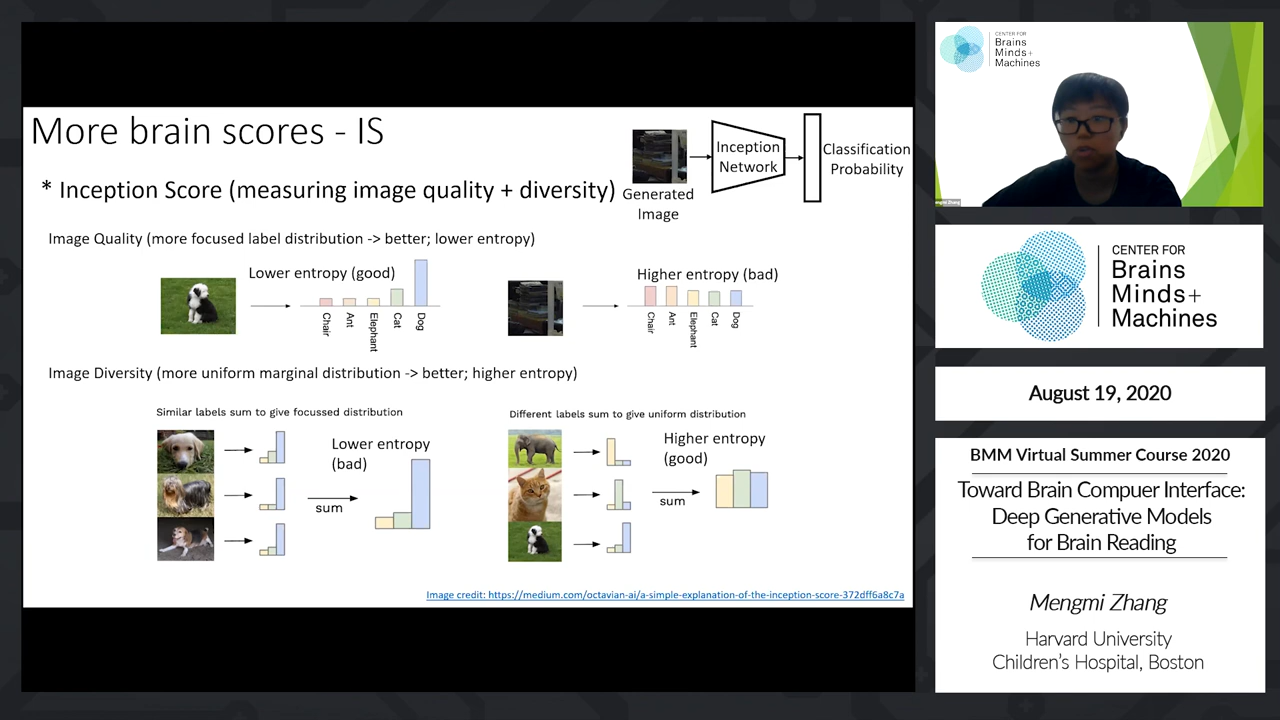 More brain scores - IS
* Inception Score (measuring image quality + diversity)
Generated
Image
Inception
Network
Classification
Probability
Image Quality (more focused label distribution -> better; lower entropy)
Lower entropy (good)
Chair
Ant
Elephant
Cat
Dog
Higher entropy (bad)
Chair
Ant
Elephant
Cat
Dog
Image Diversity (more uniform marginal distribution -> better; higher entropy)
Similar labels sum to give focussed distribution
Lower entropy
(bad)
sum
Different labels sum to give uniform distribution
Higher entropy
(good)
sum
Image credit: https://medium.com/octavian-ai/a-simple-explanation-of-the-inception-score-372dff6a8c7a
CENTER FOR
Brains
Minds+
Machines
Mengmi Zhang
CENTER FOR
Brains
Minds+
Machines
August 19, 2020
BMM Virtual Summer Course 2020
Toward Brain Compuer Interface:
Deep Generative Models
for Brain Reading
Mengmi Zhang
Harvard University
Children's Hospital, Boston